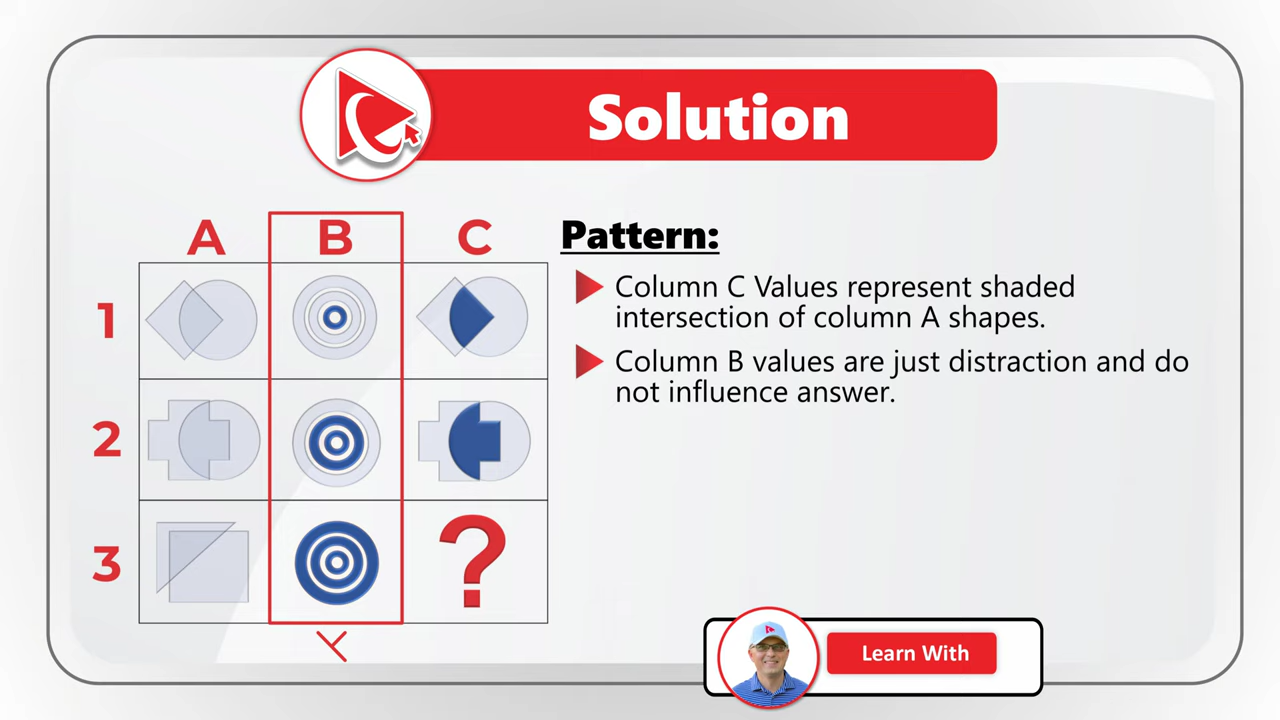 Solution
A B C
Pattern:
Column C Values represent shaded
intersection of column A shapes.
Column B values are just distraction and do
not influence answer.
1
2
3 ?
Learn With